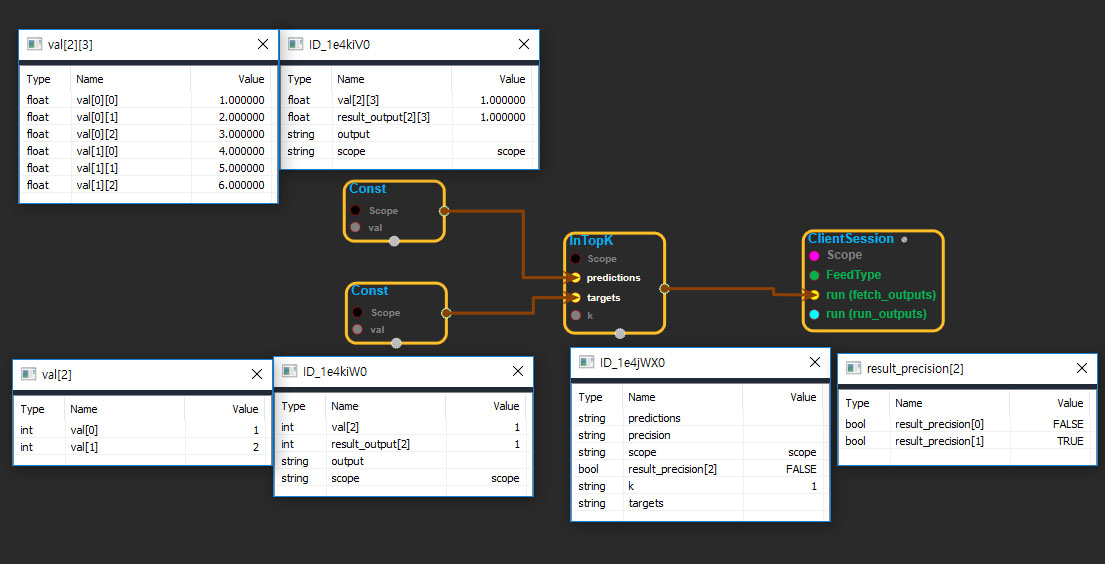 val[2][3]
Type Name Value
float val[0][0] 1.000000
float val[0][1] 2.000000
float val[0][2] 3.000000
float val[1][0] 4.000000
float val[1][1] 5.000000
float val[1][2] 6.000000
ID_1e4kiV0
Type Name Value
float val[2][3] 1.000000
float result_output[2][3] 1.000000
string output
string scope scope
Const
Scope
val
Const
Scope
val
InTopK
Scope
predictions
targets
k
ClientSession
Scope
FeedType
run (fetch_outputs)
run (run_outputs)
val[2]
Type Name Value
int val[0] 1
int val[1] 2
ID_1e4kiW0
Type Name Value
int val[2] 1
int result_output[2] 1
string output
string scope scope
ID_1e4jWX0
Type Name Value
string predictions
string precision
string scope scope
bool result_precision[2] FALSE
string k 1
string targets
result_precision[2]
Type Name Value
bool result_precision[0] FALSE
bool result_precision[1] TRUE